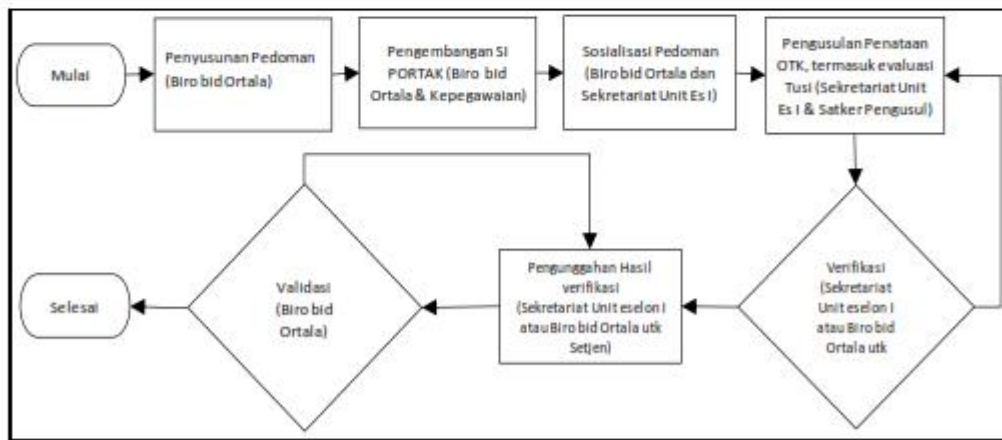 Mulai
Penyusunan Pedoman
(Biro bid Ortala)
Pengembangan SI
PORTAK (Biro bid
Ortala & Kepegawaian)
Sosialisasi Pedoman
(Biro bid Ortala dan
Sekretariat Unit Es I)
Pengusulan Penataan
OTK, termasuk evaluasi
Tusi (Sekretariat Unit
Es I & Satker Pengusul)
Verifikasi
(Sekretariat
Unit eselon I
atau Biro bid
Ortala utk
Pengunggahan Hasil
verifikasi
(Sekretariat Unit eselon I
atau Biro bid Ortala utk
Setjen)
Validasi
(Biro bid
Ortala)
Selesai